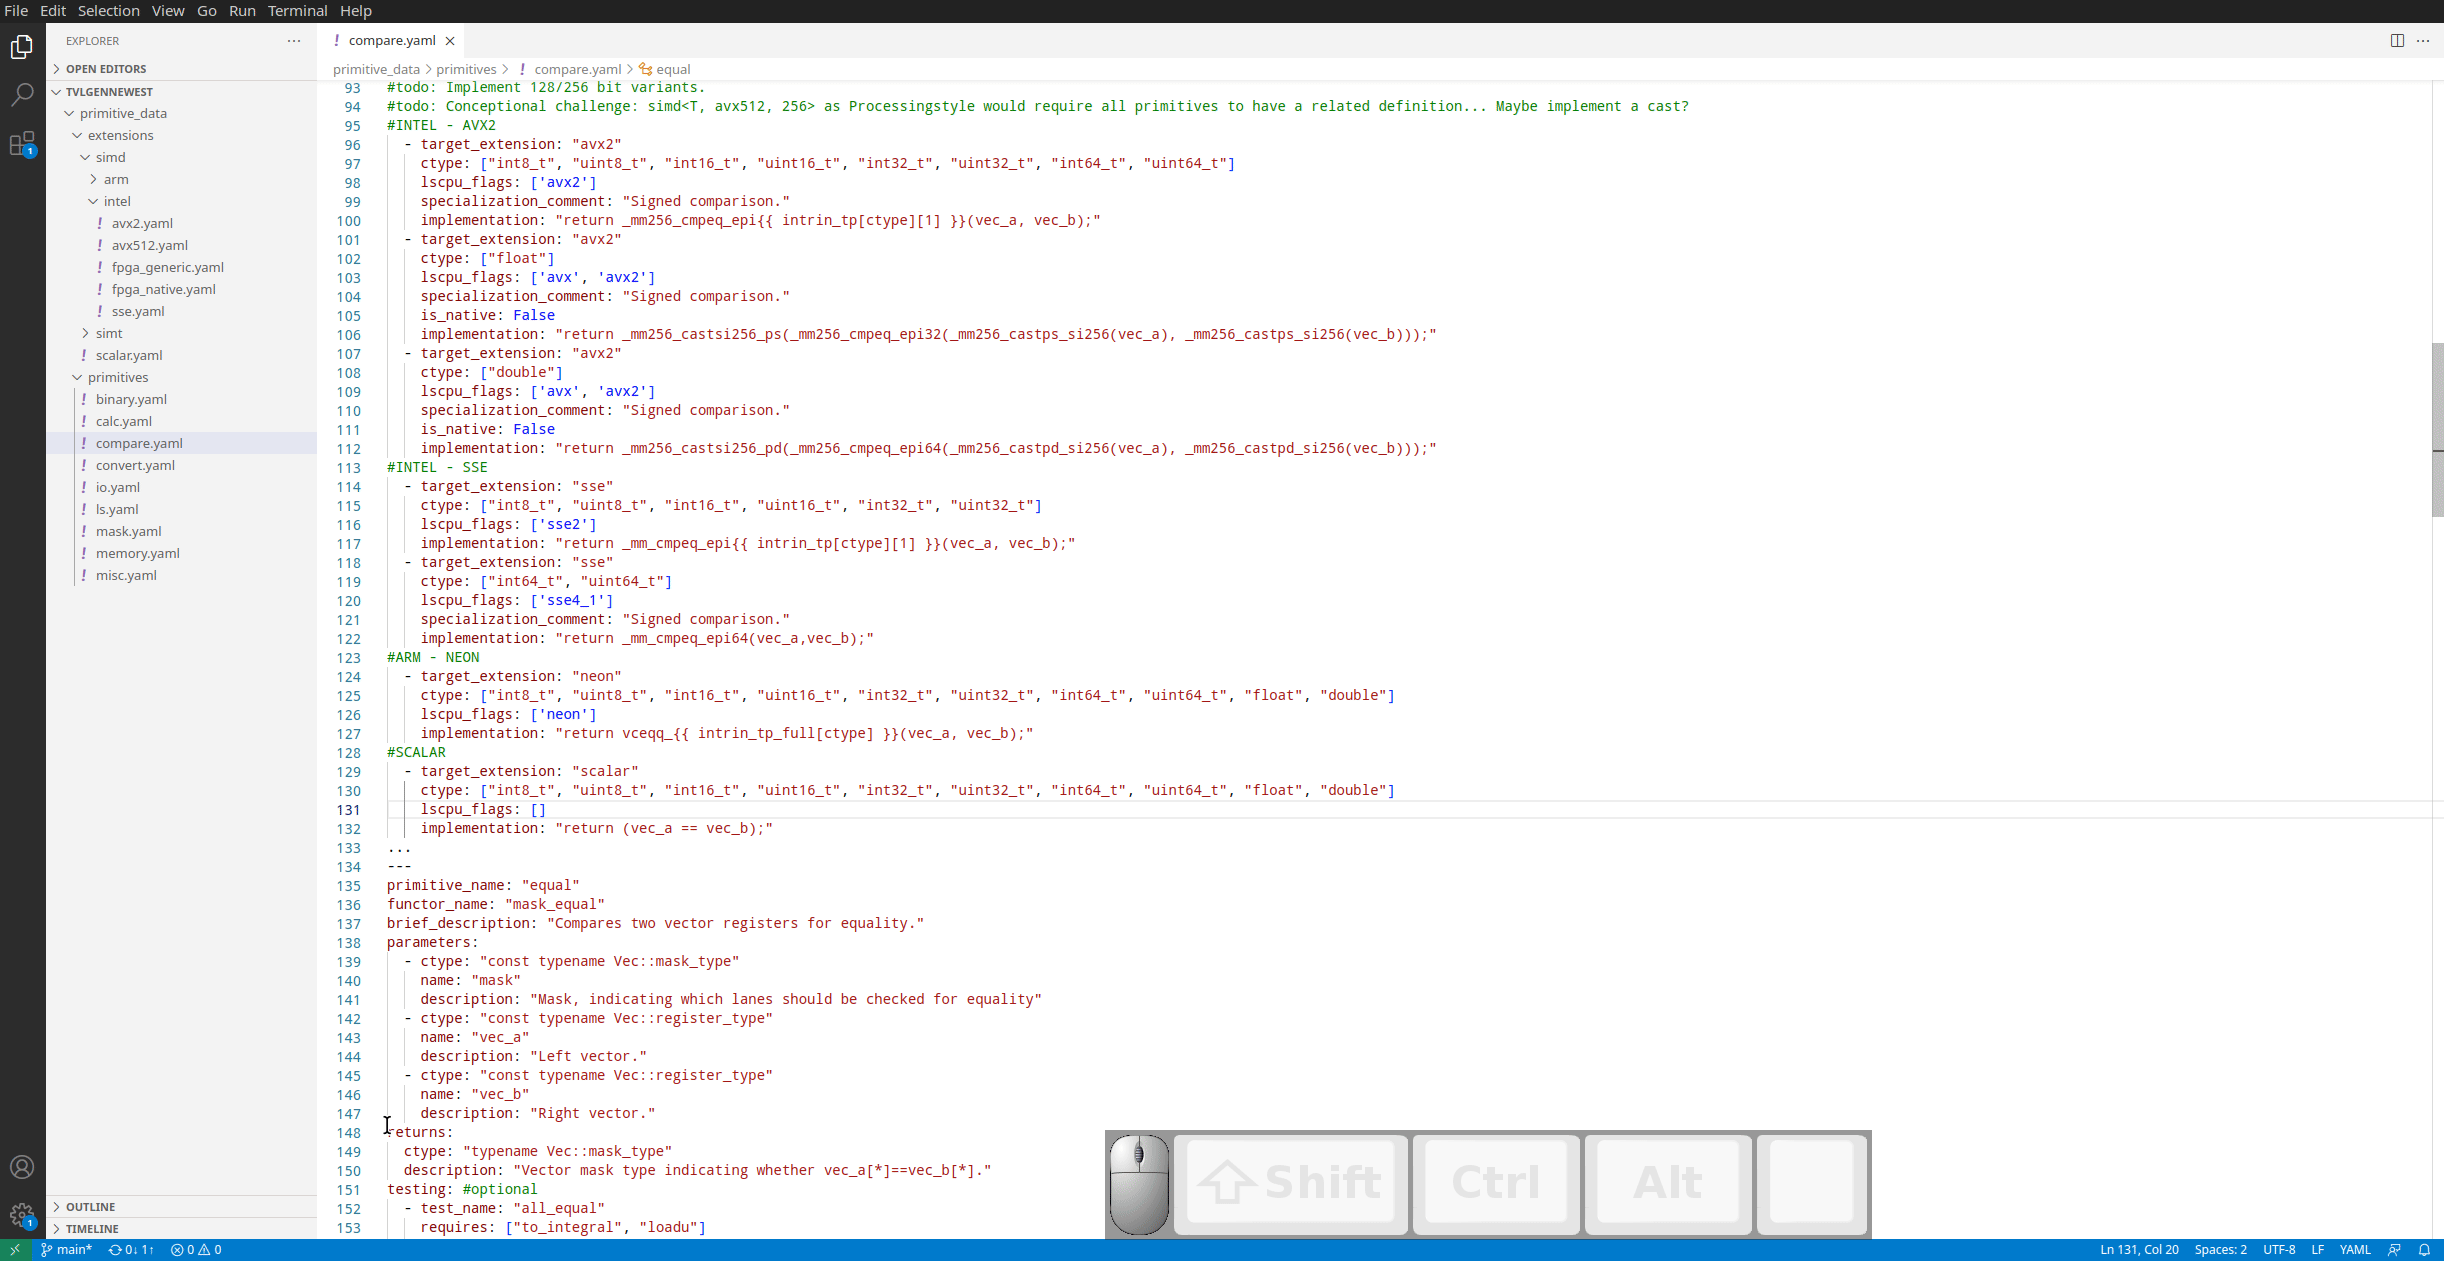 File Edit Selection View Go Run Terminal Help
EXPLORER
OPEN EDITORS
TVLGENNEWEST
primitive_data
extensions
simd
arm
intel
! avx2.yaml
! avx512.yaml
! fpga_generic.yaml
! fpga_native.yaml
! sse.yaml
simt
! scalar.yaml
primitives
! binary.yaml
! calc.yaml
! compare.yaml
! convert.yaml
! io.yaml
! ls.yaml
! mask.yaml
! memory.yaml
! misc.yaml
OUTLINE
TIMELINE
1
1
! compare.yaml ×
primitive_data > primitives > ! compare.yaml > equal
93 #todo: Implement 128/256 bit variants.
94 #todo: Conceptional challenge: simd<T, avx512, 256> as Processingstyle would require all primitives to have a related definition... Maybe implement a cast?
95 #INTEL - AVX2
96 - target_extension: "avx2"
97 ctype: ["int8_t", "uint8_t", "int16_t", "uint16_t", "int32_t", "uint32_t", "int64_t", "uint64_t"]
98 lscpu_flags: ['avx2']
99 specialization_comment: "Signed comparison."
100 implementation: "return _mm256_cmpeq_epi{{ intrin_tp[ctype][1] }}(vec_a, vec_b);"
101 - target_extension: "avx2"
102 ctype: ["float"]
103 lscpu_flags: ['avx', 'avx2']
104 specialization_comment: "Signed comparison."
105 is_native: False
106 implementation: "return _mm256_castsi256_ps(_mm256_cmpeq_epi32(_mm256_castps_si256(vec_a), _mm256_castps_si256(vec_b)));"
107 - target_extension: "avx2"
108 ctype: ["double"]
109 lscpu_flags: ['avx', 'avx2']
110 specialization_comment: "Signed comparison."
111 is_native: False
112 implementation: "return _mm256_castsi256_pd(_mm256_cmpeq_epi64(_mm256_castpd_si256(vec_a), _mm256_castpd_si256(vec_b)));"
113 #INTEL - SSE
114 - target_extension: "sse"
115 ctype: ["int8_t", "uint8_t", "int16_t", "uint16_t", "int32_t", "uint32_t"]
116 lscpu_flags: ['sse2']
117 implementation: "return _mm_cmpeq_epi{{ intrin_tp[ctype][1] }}(vec_a, vec_b);"
118 - target_extension: "sse"
119 ctype: ["int64_t", "uint64_t"]
120 lscpu_flags: ['sse4_1']
121 specialization_comment: "Signed comparison."
122 implementation: "return _mm_cmpeq_epi64(vec_a,vec_b);"
123 #ARM - NEON
124 - target_extension: "neon"
125 ctype: ["int8_t", "uint8_t", "int16_t", "uint16_t", "int32_t", "uint32_t", "int64_t", "uint64_t", "float", "double"]
126 lscpu_flags: ['neon']
127 implementation: "return vceqq_{{ intrin_tp_full[ctype] }}(vec_a, vec_b);"
128 #SCALAR
129 - target_extension: "scalar"
130 ctype: ["int8_t", "uint8_t", "int16_t", "uint16_t", "int32_t", "uint32_t", "int64_t", "uint64_t", "float", "double"]
131 lscpu_flags: []
132 implementation: "return (vec_a == vec_b);"
133 ...
134 ---
135 primitive_name: "equal"
136 functor_name: "mask_equal"
137 brief_description: "Compares two vector registers for equality."
138 parameters:
139 - ctype: "const typename Vec::mask_type"
140 name: "mask"
141 description: "Mask, indicating which lanes should be checked for equality"
142 - ctype: "const typename Vec::register_type"
143 name: "vec_a"
144 description: "Left vector."
145 - ctype: "const typename Vec::register_type"
146 name: "vec_b"
147 description: "Right vector."
148 returns:
149 ctype: "typename Vec::mask_type"
150 description: "Vector mask type indicating whether vec_a[*]==vec_b[*]."
151 testing: #optional
152 - test_name: "all_equal"
153 requires: ["to_integral", "loadu"]
Shift Ctrl Alt
main* 0↓ 1↑ 0 0 Ln 131, Col 20 Spaces: 2 UTF-8 LF YAML